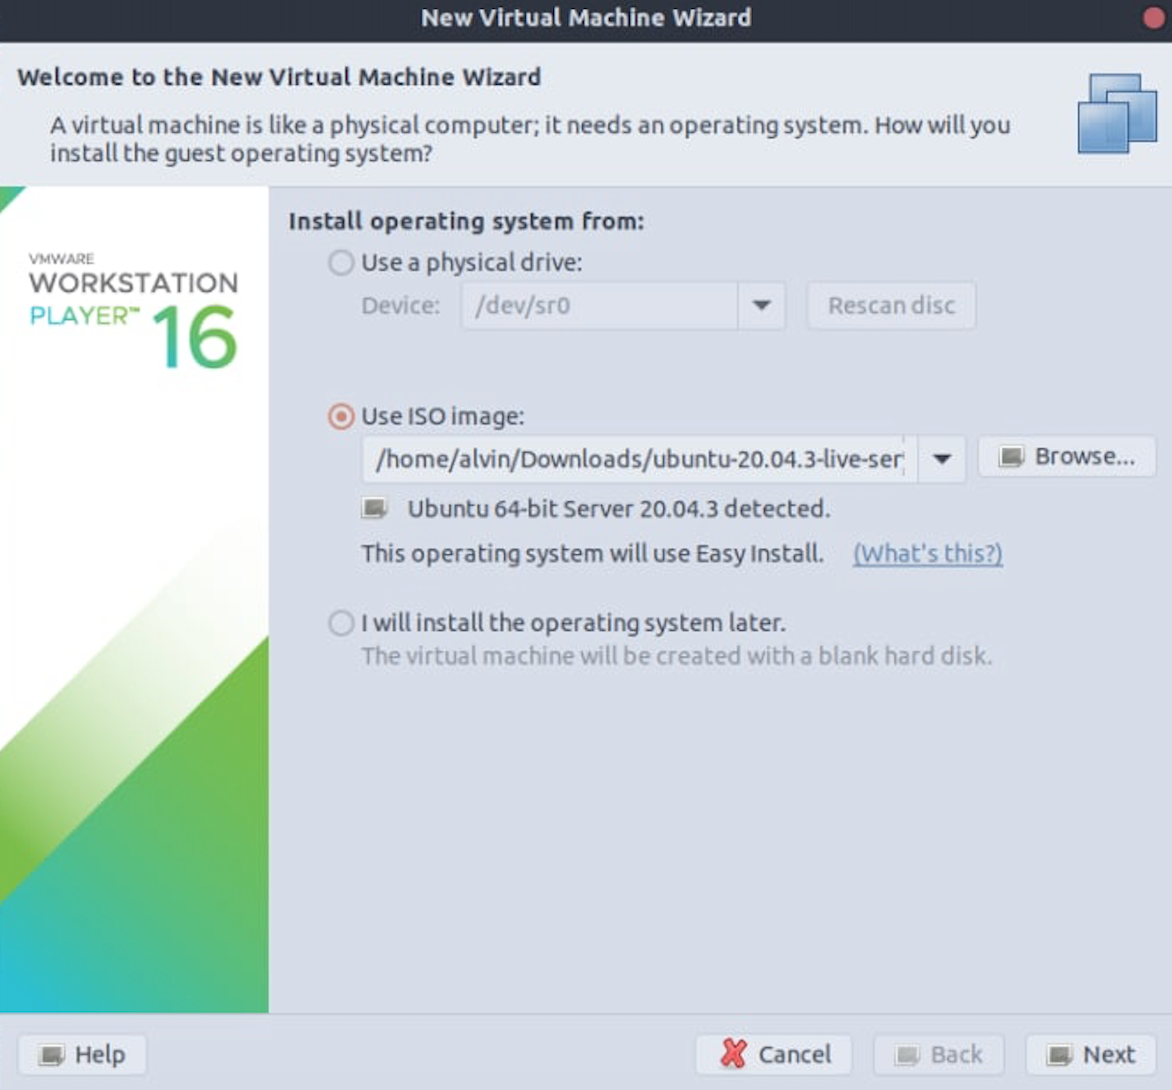 New Virtual Machine Wizard
Welcome to the New Virtual Machine Wizard
A virtual machine is like a physical computer; it needs an operating system. How will you
install the guest operating system?
VMWARE
WORKSTATION
PLAYER™ 16
Install operating system from:
Use a physical drive:
Device: /dev/sr0 Rescan disc
Use ISO image:
/home/alvin/Downloads/ubuntu-20.04.3-live-ser Browse...
Ubuntu 64-bit Server 20.04.3 detected.
This operating system will use Easy Install. (What's this?)
I will install the operating system later.
The virtual machine will be created with a blank hard disk.
Help Cancel Back Next